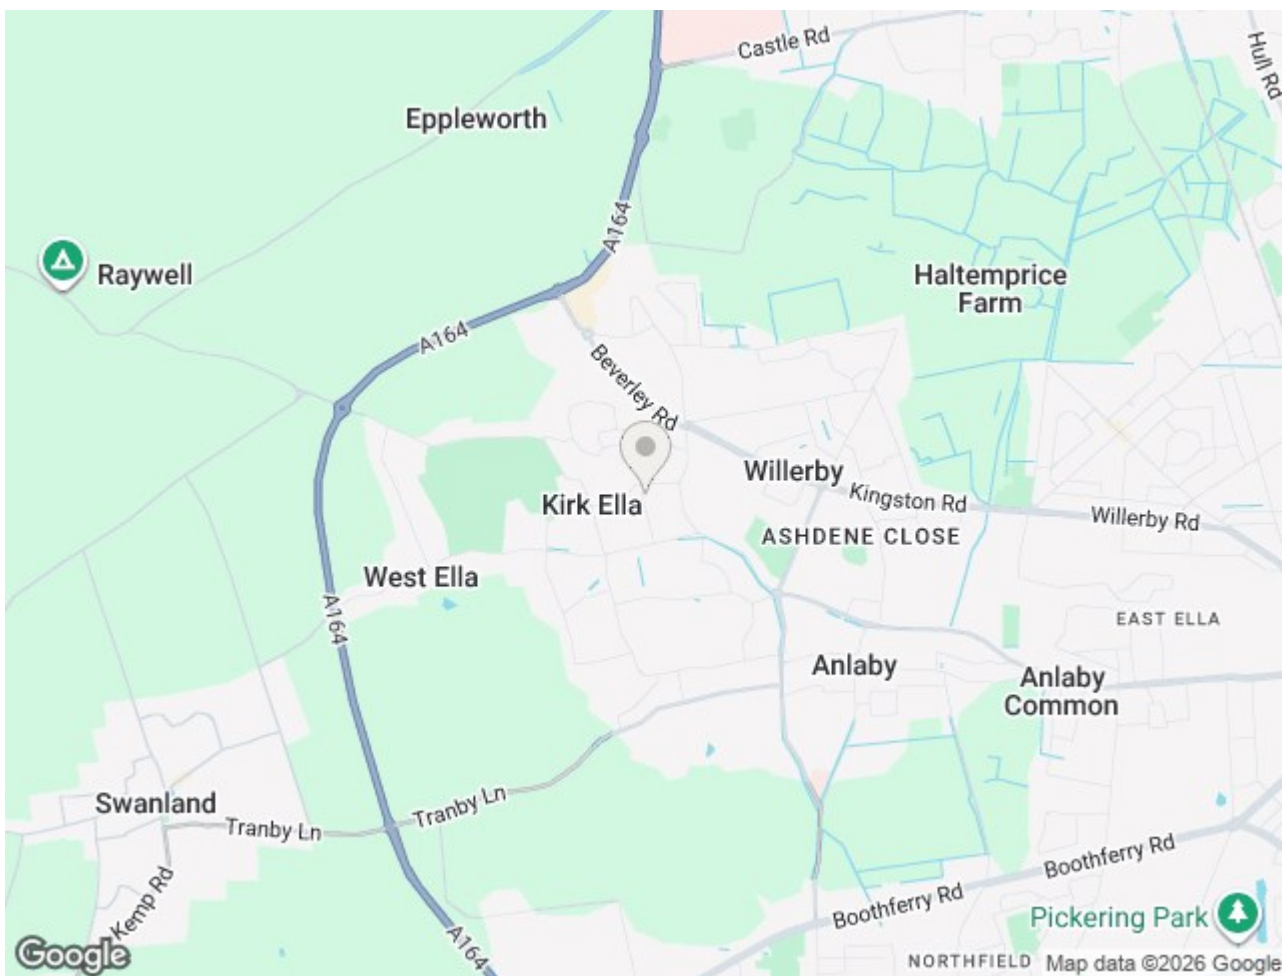 Castle Rd
Hull Rd
Eppleworth
A164
Raywell
Haltemprice
Farm
A164
Beverley Rd
Willerby
Kirk Ella
Kingston Rd
Willerby Rd
ASHDENE CLOSE
West Ella
A164
EAST ELLA
Anlaby
Anlaby
Common
Swanland
Tranby Ln
Tranby Ln
Kemp Rd
Boothferry Rd
Boothferry Rd
Pickering Park
A164
Google
NORTHFIELD
Map data ©2026 Google